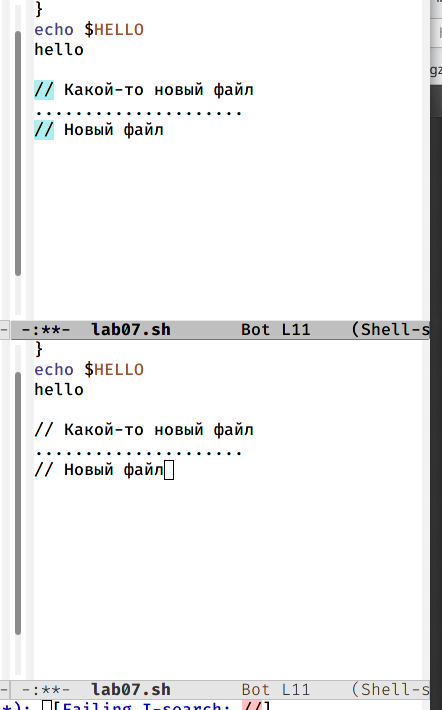 }
echo $HELLO
hello
// Какой-то новый файл
.....................
// Новый файл
gz
- -:**-  lab07.sh       Bot L11    (Shell-s
}
echo $HELLO
hello
// Какой-то новый файл
.....................
// Новый файл
- -:**-  lab07.sh       Bot L11    (Shell-s
*): [Failing I-search: //]